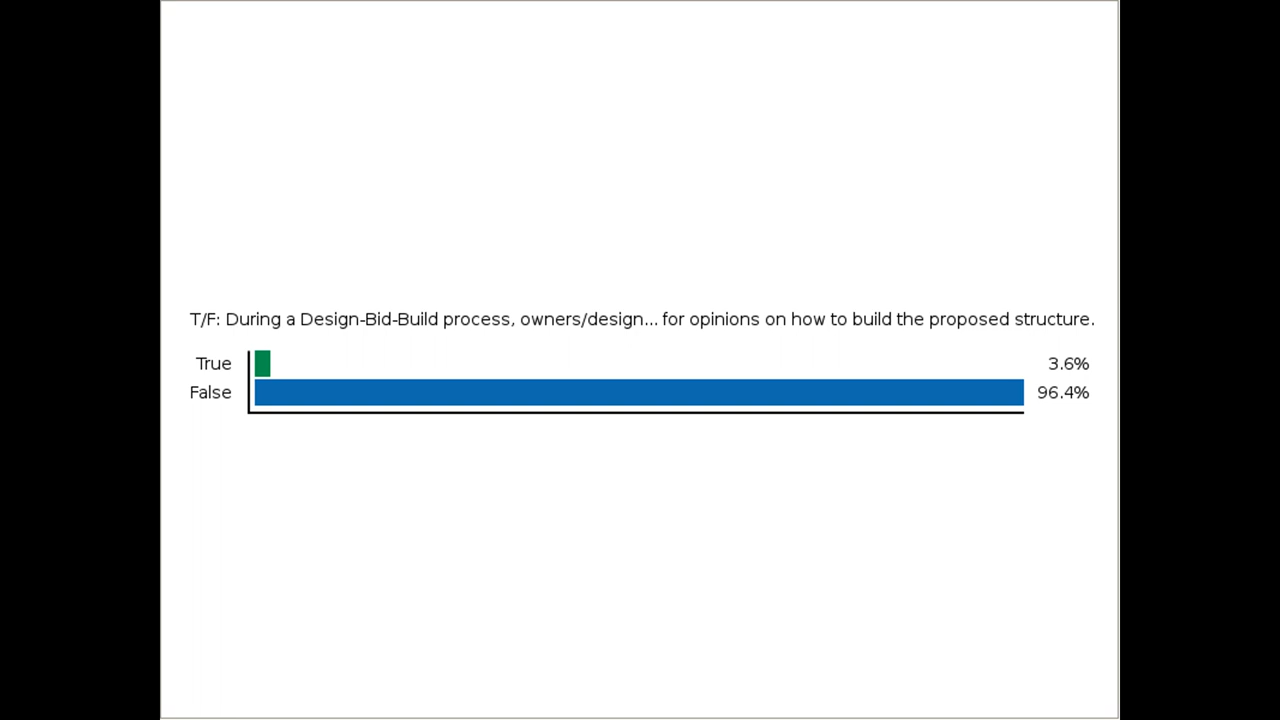 T/F: During a Design-Bid-Build process, owners/design... for opinions on how to build the proposed structure.
True 3.6%
False 96.4%